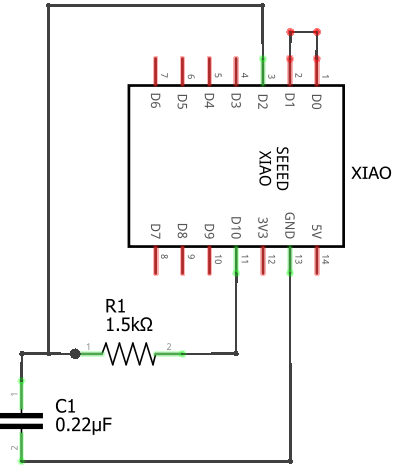 7 6 5 4 3 2 1
D6 D5 D4 D3 D2 D1 D0
SEEED
XIAO
XIAO
D7 D8 D9 D10 3V3 GND 5V
8 9 10 11 12 13 14
R1
1.5kΩ
1 2
1
C1
0.22µF
2